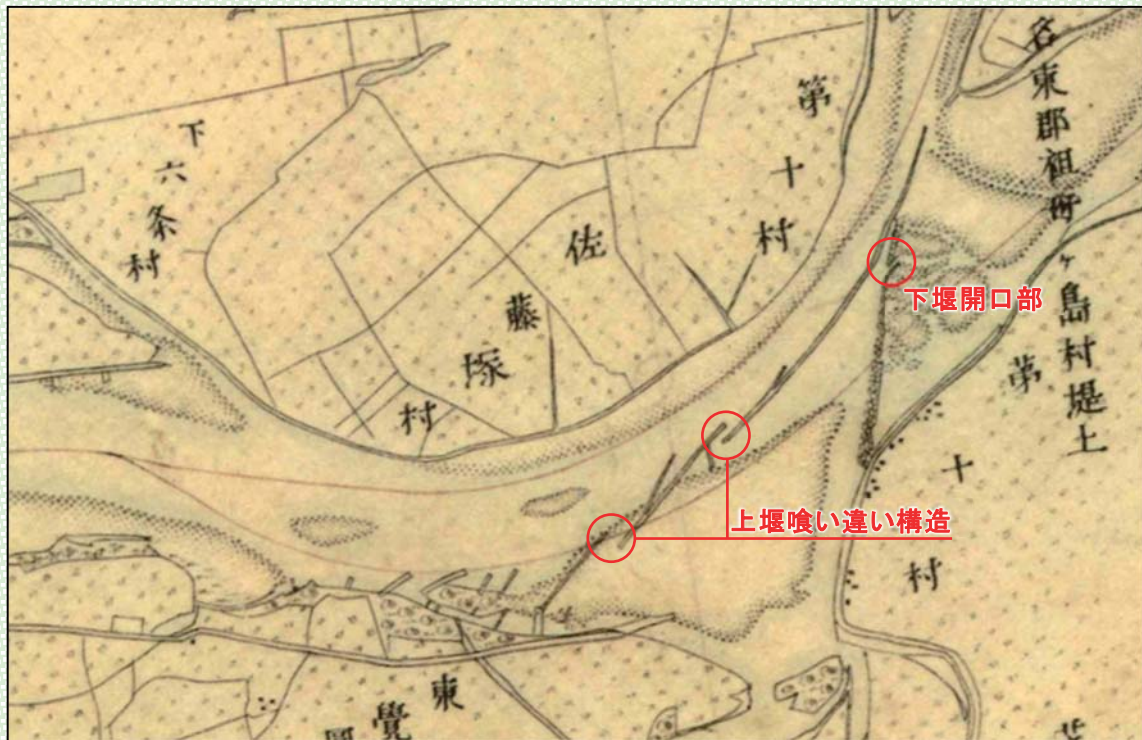 下六条村
佐藤塚村
第十村
名東郡祖母ヶ島村堤上
第十村
下堰開口部
上堰喰い違い構造
東覺圓